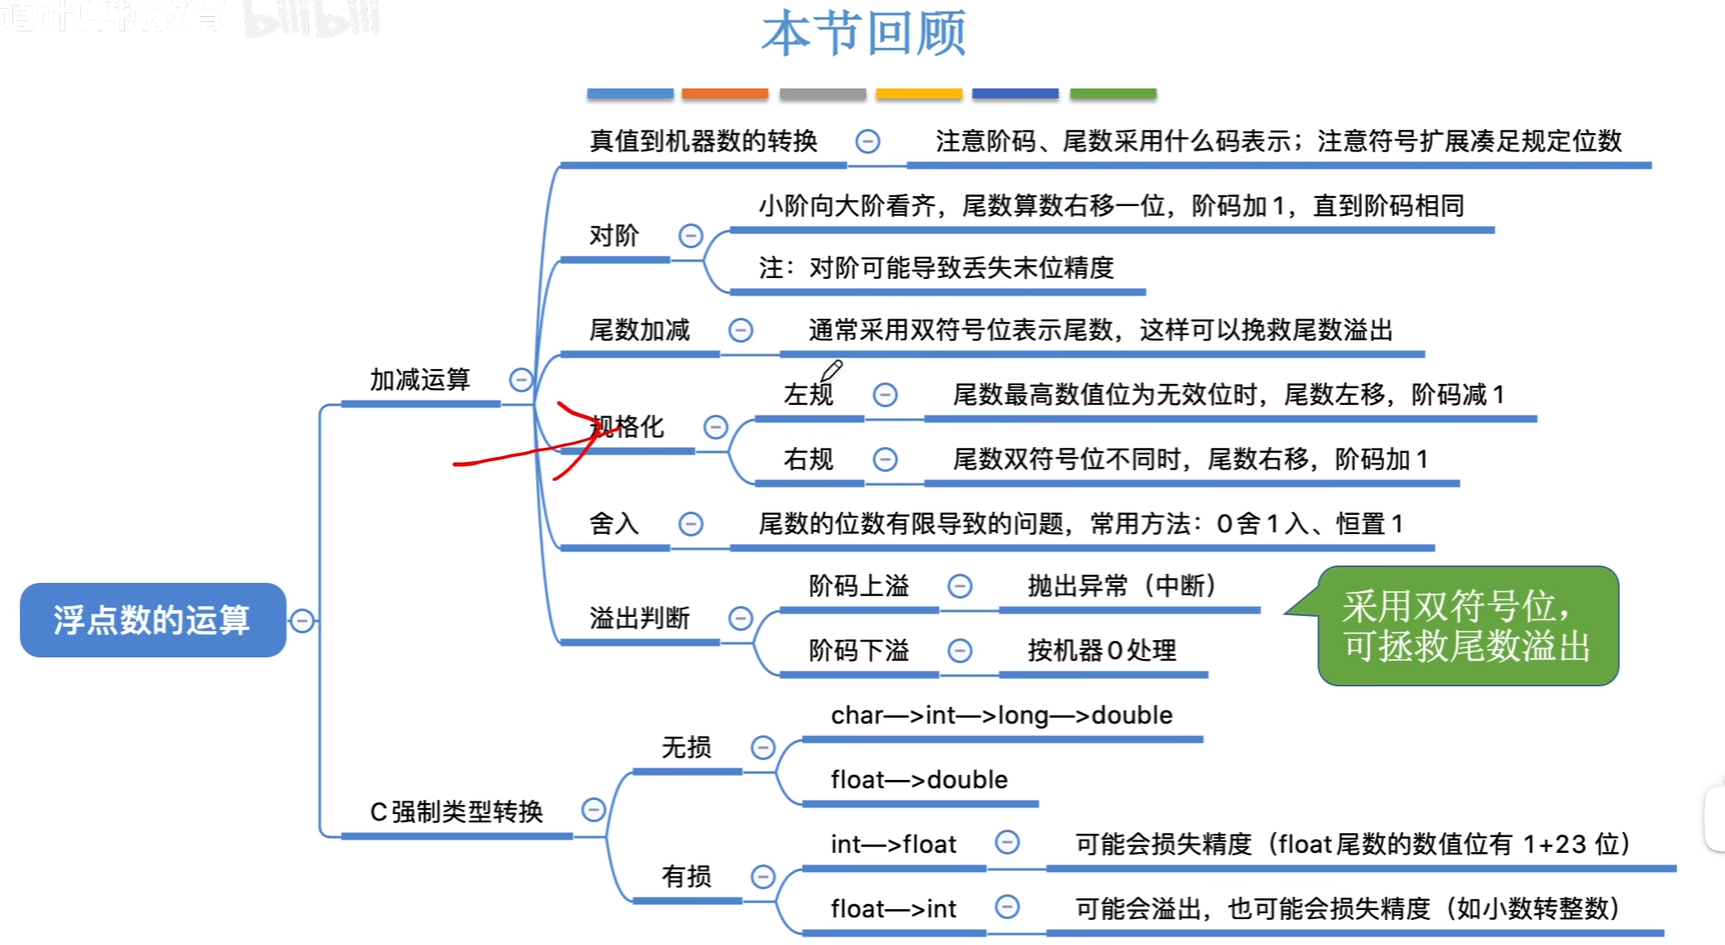 道计算机教育 bilibili
本节回顾
真值到机器数的转换
注意阶码、尾数采用什么码表示；注意符号扩展凑足规定位数
对阶
小阶向大阶看齐，尾数算数右移一位，阶码加1，直到阶码相同
注：对阶可能导致丢失末位精度
尾数加减
通常采用双符号位表示尾数，这样可以挽救尾数溢出
加减运算
规格化
左规
尾数最高数值位为无效位时，尾数左移，阶码减1
右规
尾数双符号位不同时，尾数右移，阶码加1
舍入
尾数的位数有限导致的问题，常用方法：0舍1入、恒置1
溢出判断
阶码上溢
抛出异常（中断）
阶码下溢
按机器0处理
采用双符号位，
可拯救尾数溢出
浮点数的运算
C强制类型转换
无损
char—>int—>long—>double
float—>double
有损
int—>float
可能会损失精度（float尾数的数值位有 1+23 位）
float—>int
可能会溢出，也可能会损失精度（如小数转整数）